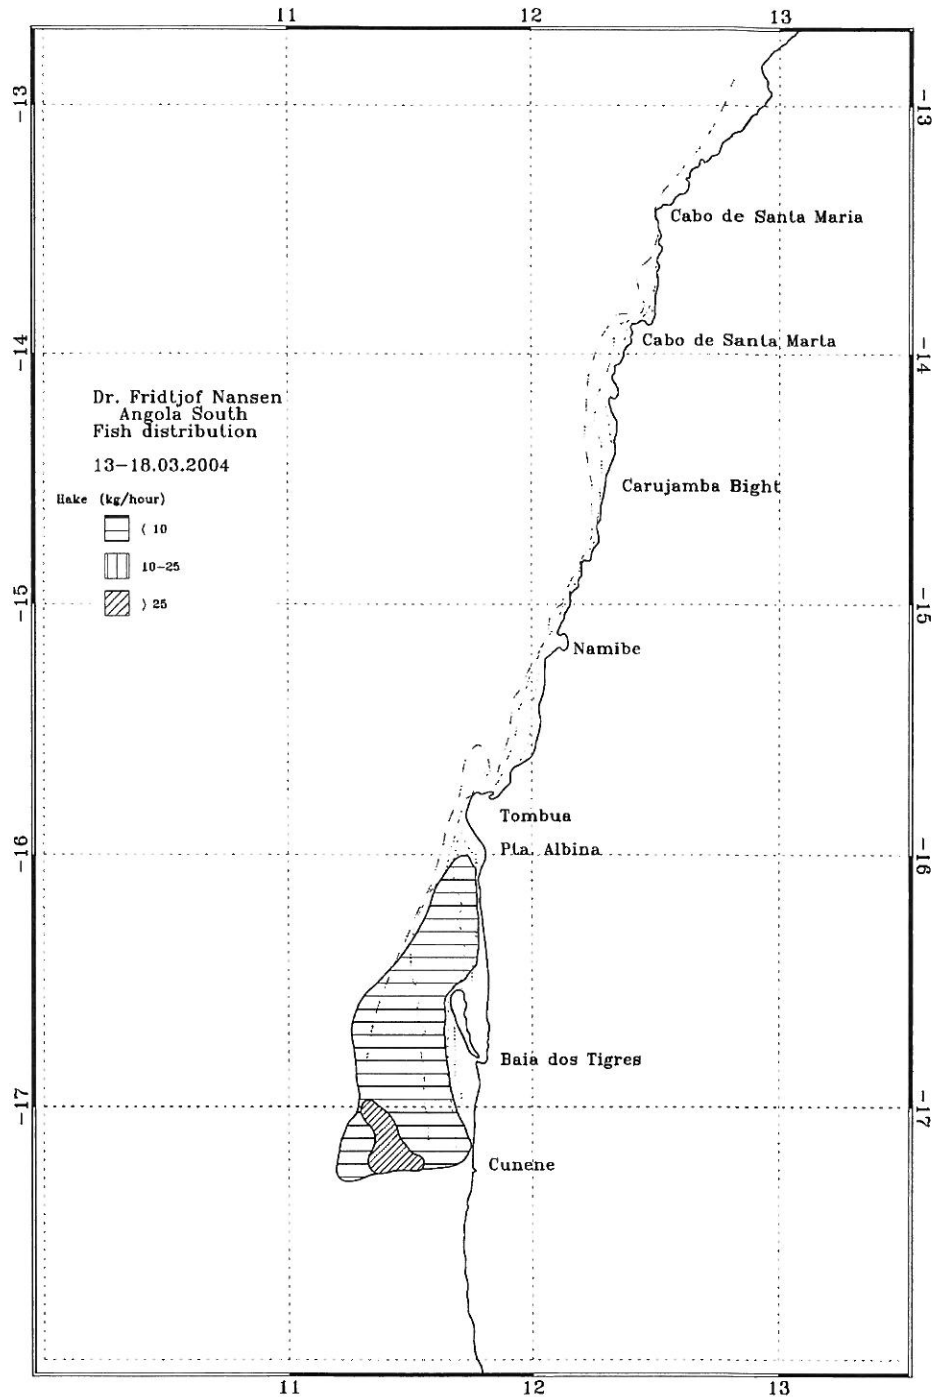 11 12 13
-13 -13
Cabo de Santa Maria
-14 Cabo de Santa Marta -14
Dr. Fridtjof Nansen
Angola South
Fish distribution
13-18.03.2004
Carujamba Bight
Hake (kg/hour)
⟨ 10
10-25
⟩ 25
-15 -15
Namibe
Tombua
-16 Pta. Albina -16
Baia dos Tigres
-17 -17
Cunene
11 12 13